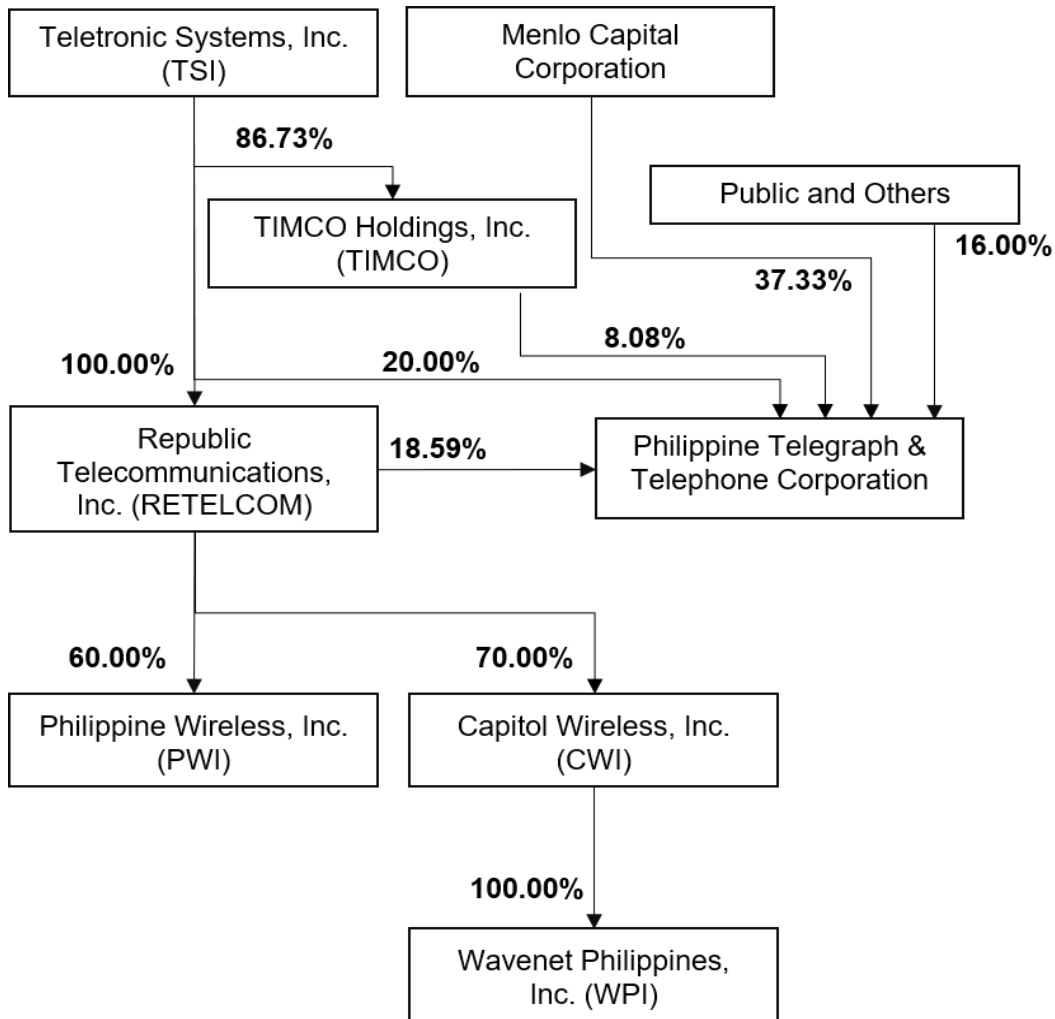 Teletronic Systems, Inc.
(TSI)
Menlo Capital
Corporation
86.73%
Public and Others
TIMCO Holdings, Inc.
(TIMCO)
16.00%
37.33%
8.08%
100.00%
20.00%
Republic
Telecommunications,
Inc. (RETELCOM)
18.59%
Philippine Telegraph &
Telephone Corporation
60.00%
70.00%
Philippine Wireless, Inc.
(PWI)
Capitol Wireless, Inc.
(CWI)
100.00%
Wavenet Philippines,
Inc. (WPI)